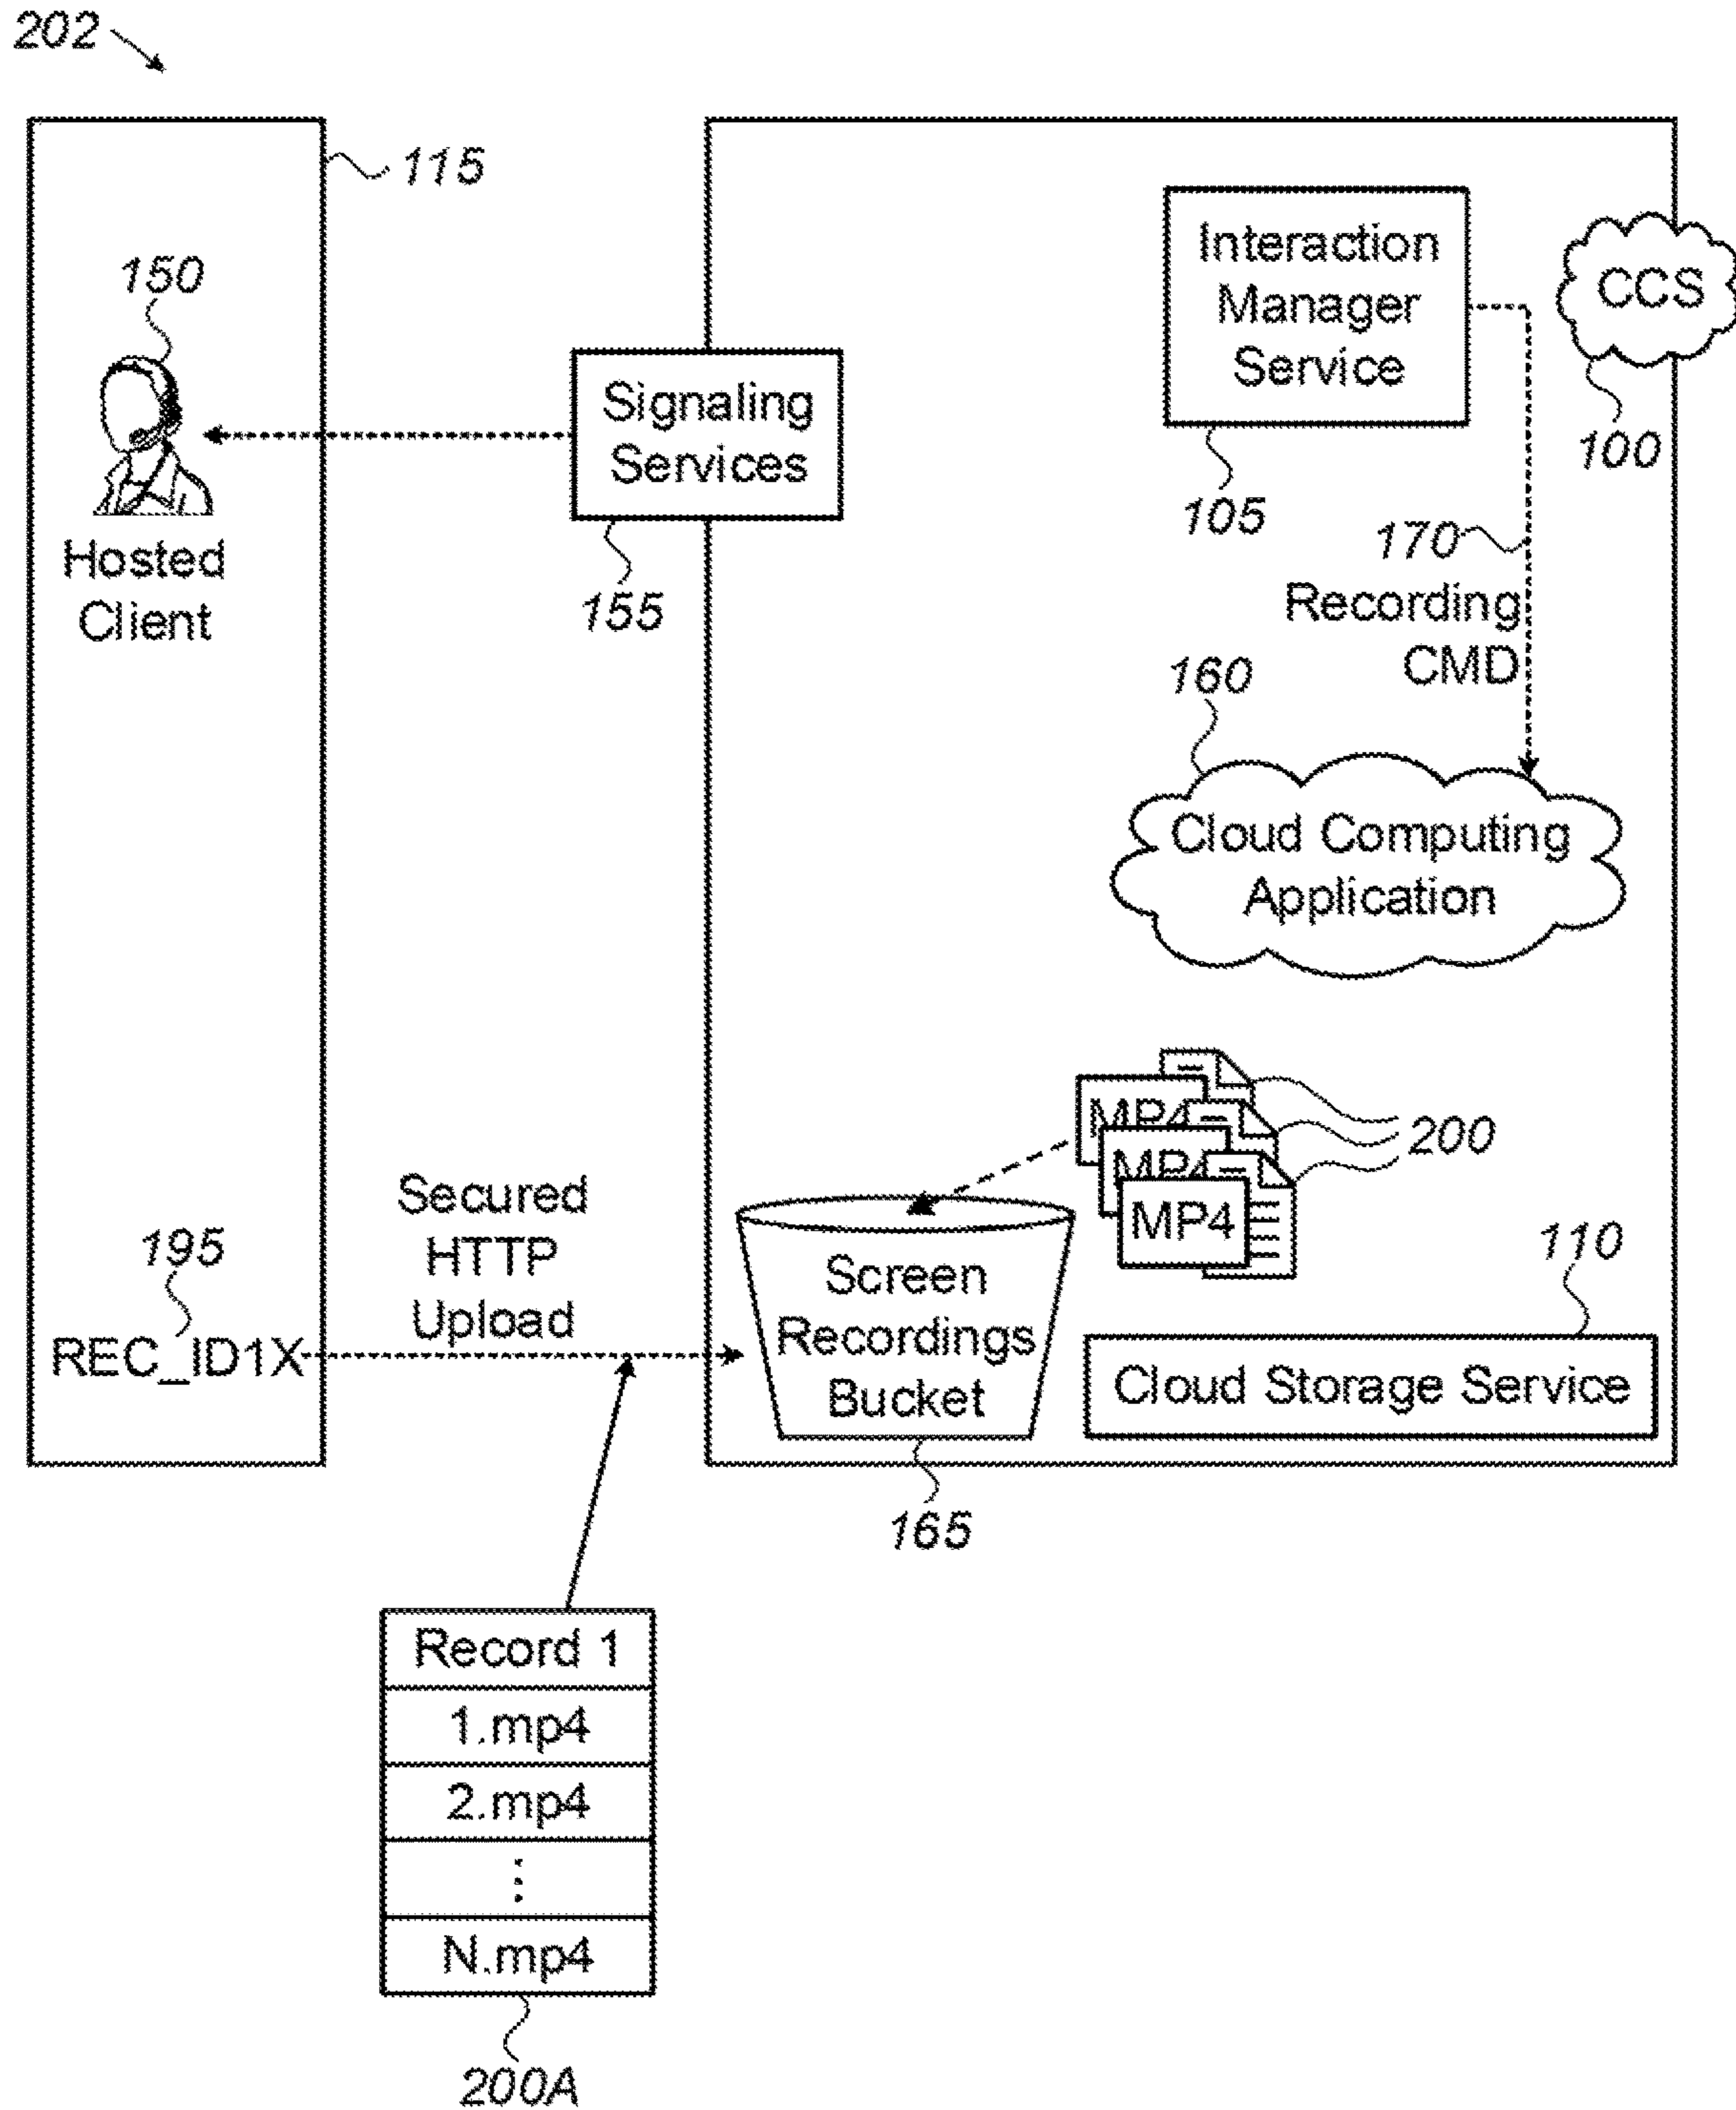 202
115
150
Hosted
Client
Signaling
Services
155
Interaction
Manager
Service
105
CCS
100
170
Recording
CMD
160
Cloud Computing
Application
MP4
MP4
MP4
200
195
REC_ID1X
Secured
HTTP
Upload
Screen
Recordings
Bucket
165
110
Cloud Storage Service
Record 1
1.mp4
2.mp4
⋮
N.mp4
200A